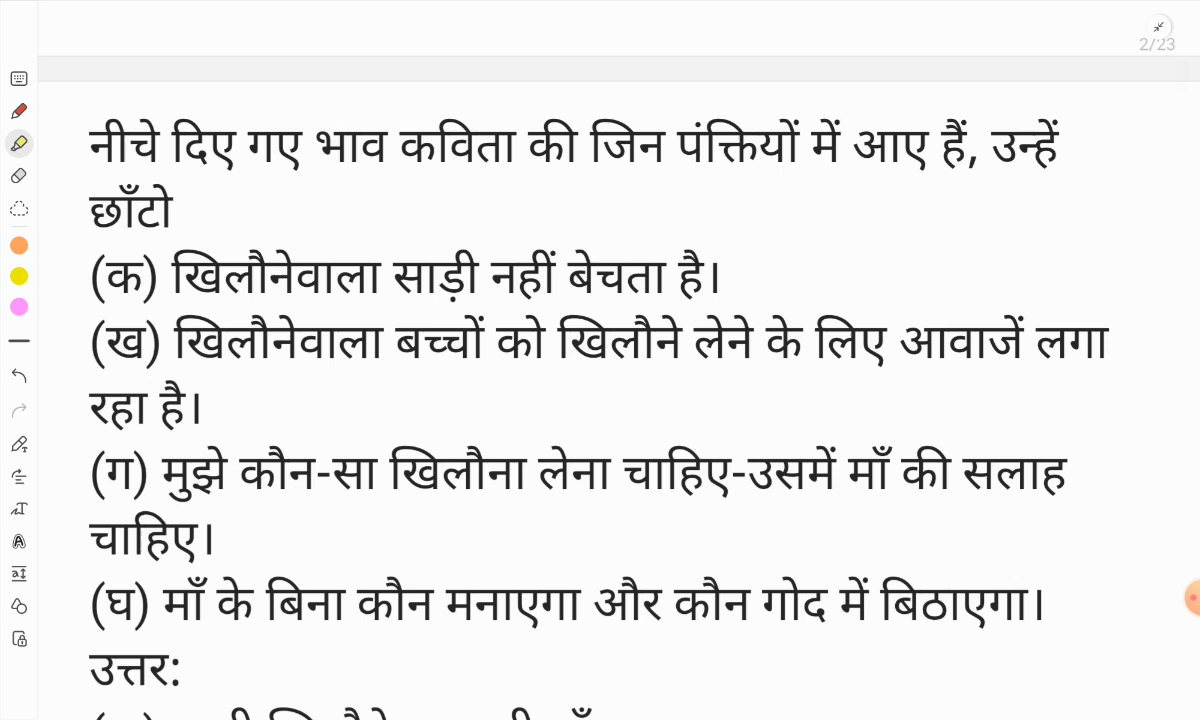 2/23
नीचे दिए गए भाव कविता की जिन पंक्तियों में आए हैं, उन्हें
छाँटो
(क) खिलौनेवाला साड़ी नहीं बेचता है।
(ख) खिलौनेवाला बच्चों को खिलौने लेने के लिए आवाजें लगा
रहा है।
(ग) मुझे कौन-सा खिलौना लेना चाहिए-उसमें माँ की सलाह
चाहिए।
(घ) माँ के बिना कौन मनाएगा और कौन गोद में बिठाएगा।
उत्तर: